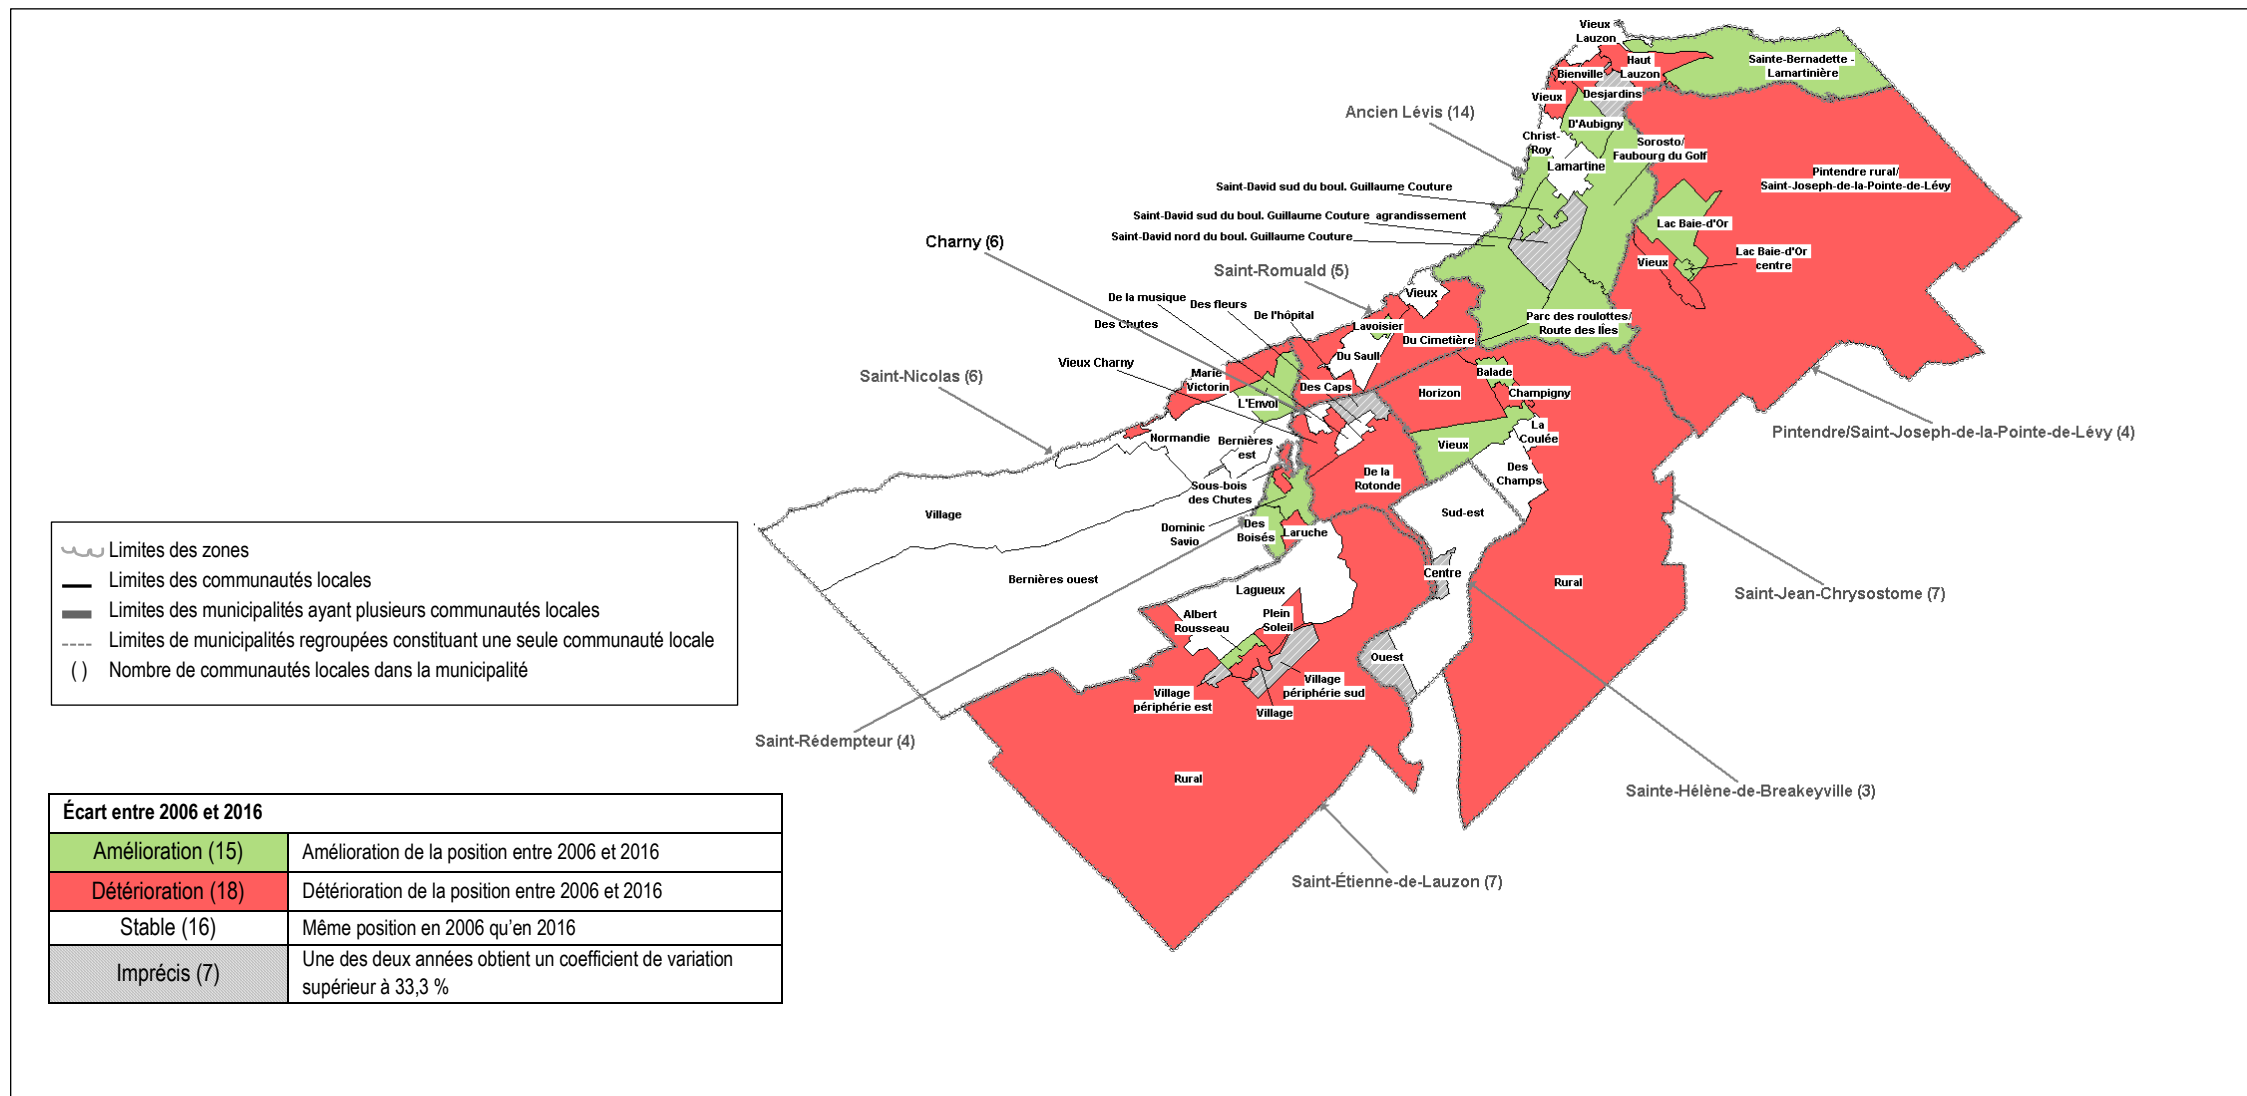 Vieux
Lauzon
Haut
Lauzon
Sainte-Bernadette -
Lamartinière
Bienville
Desjardins
Vieux
Ancien Lévis (14)
D'Aubigny
Christ-
Roy
Sorosto/
Faubourg du Golf
Lamartine
Pintendre rural/
Saint-Joseph-de-la-Pointe-de-Lévy
Saint-David sud du boul. Guillaume Couture
Saint-David sud du boul. Guillaume Couture agrandissement
Saint-David nord du boul. Guillaume Couture
Lac Baie-d'Or
Lac Baie-d'Or
centre
Vieux
Charny (6)
Saint-Romuald (5)
Vieux
De la musique
Des fleurs
De l'hôpital
Des Chutes
Lavoisier
Parc des roulottes/
Route des Iles
Du Cimetière
Du Sault
Vieux Charny
Saint-Nicolas (6)
Marie
Victorin
Des Caps
Balade
Horizon
Champigny
L'Envol
Normandie
Bernières
est
Vieux
La
Coulée
Pintendre/Saint-Joseph-de-la-Pointe-de-Lévy (4)
De la
Rotonde
Des
Champs
Sous-bois
des Chutes
Village
Sud-est
Dominic
Savio
Des
Boisés
Laruche
Limites des zones
Limites des communautés locales
Limites des municipalités ayant plusieurs communautés locales
Limites de municipalités regroupées constituant une seule communauté locale
( ) Nombre de communautés locales dans la municipalité
Bernières ouest
Centre
Rural
Saint-Jean-Chrysostome (7)
Lagueux
Albert
Rousseau
Plein
Soleil
Ouest
Village
périphérie sud
Village
périphérie est
Village
Saint-Rédempteur (4)
Rural
Sainte-Hélène-de-Breakeyville (3)
Saint-Étienne-de-Lauzon (7)
Écart entre 2006 et 2016
Amélioration (15) Amélioration de la position entre 2006 et 2016
Détérioration (18) Détérioration de la position entre 2006 et 2016
Stable (16) Même position en 2006 qu'en 2016
Imprécis (7) Une des deux années obtient un coefficient de variation
supérieur à 33,3 %